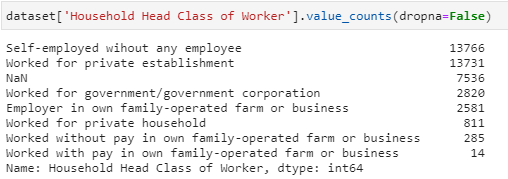 dataset['Household Head Class of Worker'].value_counts(dropna=False)
Self-employed wihout any employee 13766
Worked for private establishment 13731
NaN 7536
Worked for government/government corporation 2820
Employer in own family-operated farm or business 2581
Worked for private household 811
Worked without pay in own family-operated farm or business 285
Worked with pay in own family-operated farm or business 14
Name: Household Head Class of Worker, dtype: int64